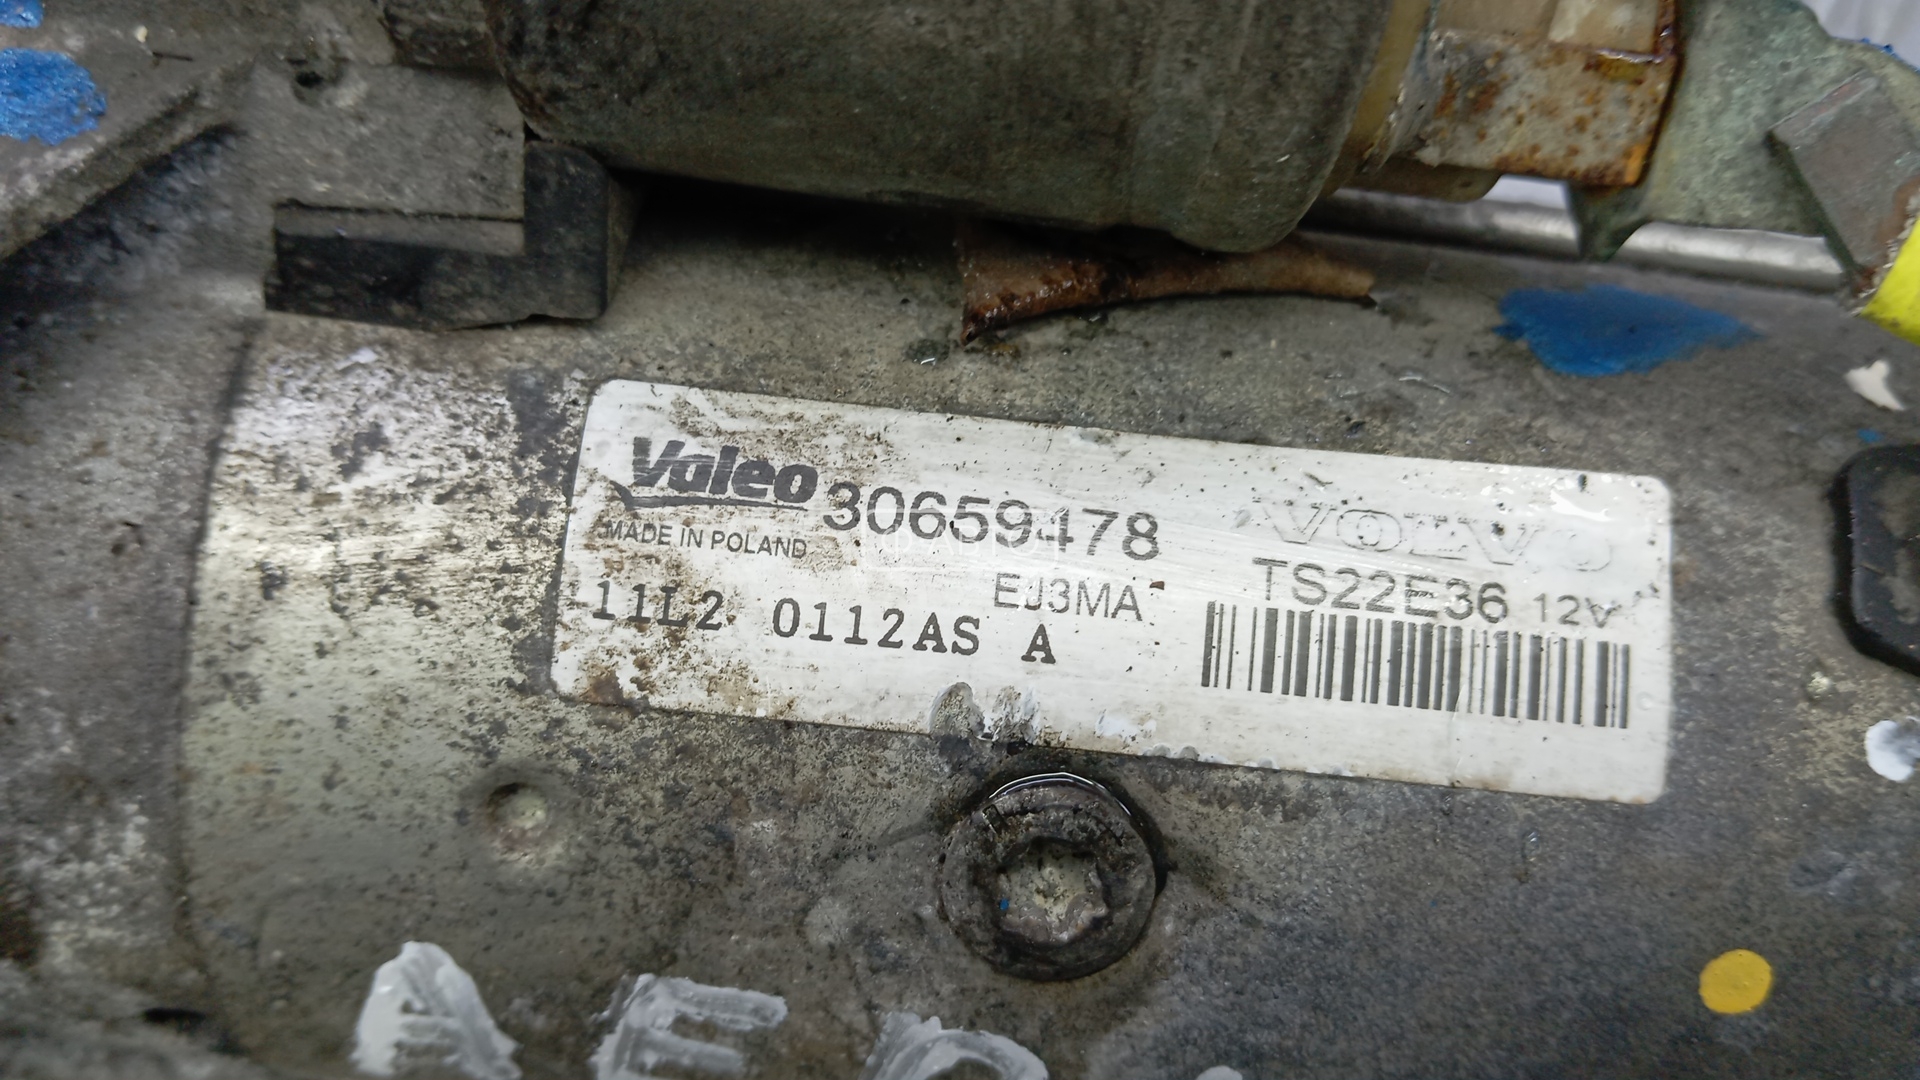 Valeo 30659478 VOLVO
MADE IN POLAND
EJ3MA TS22E36 12V
11L2 0112AS A